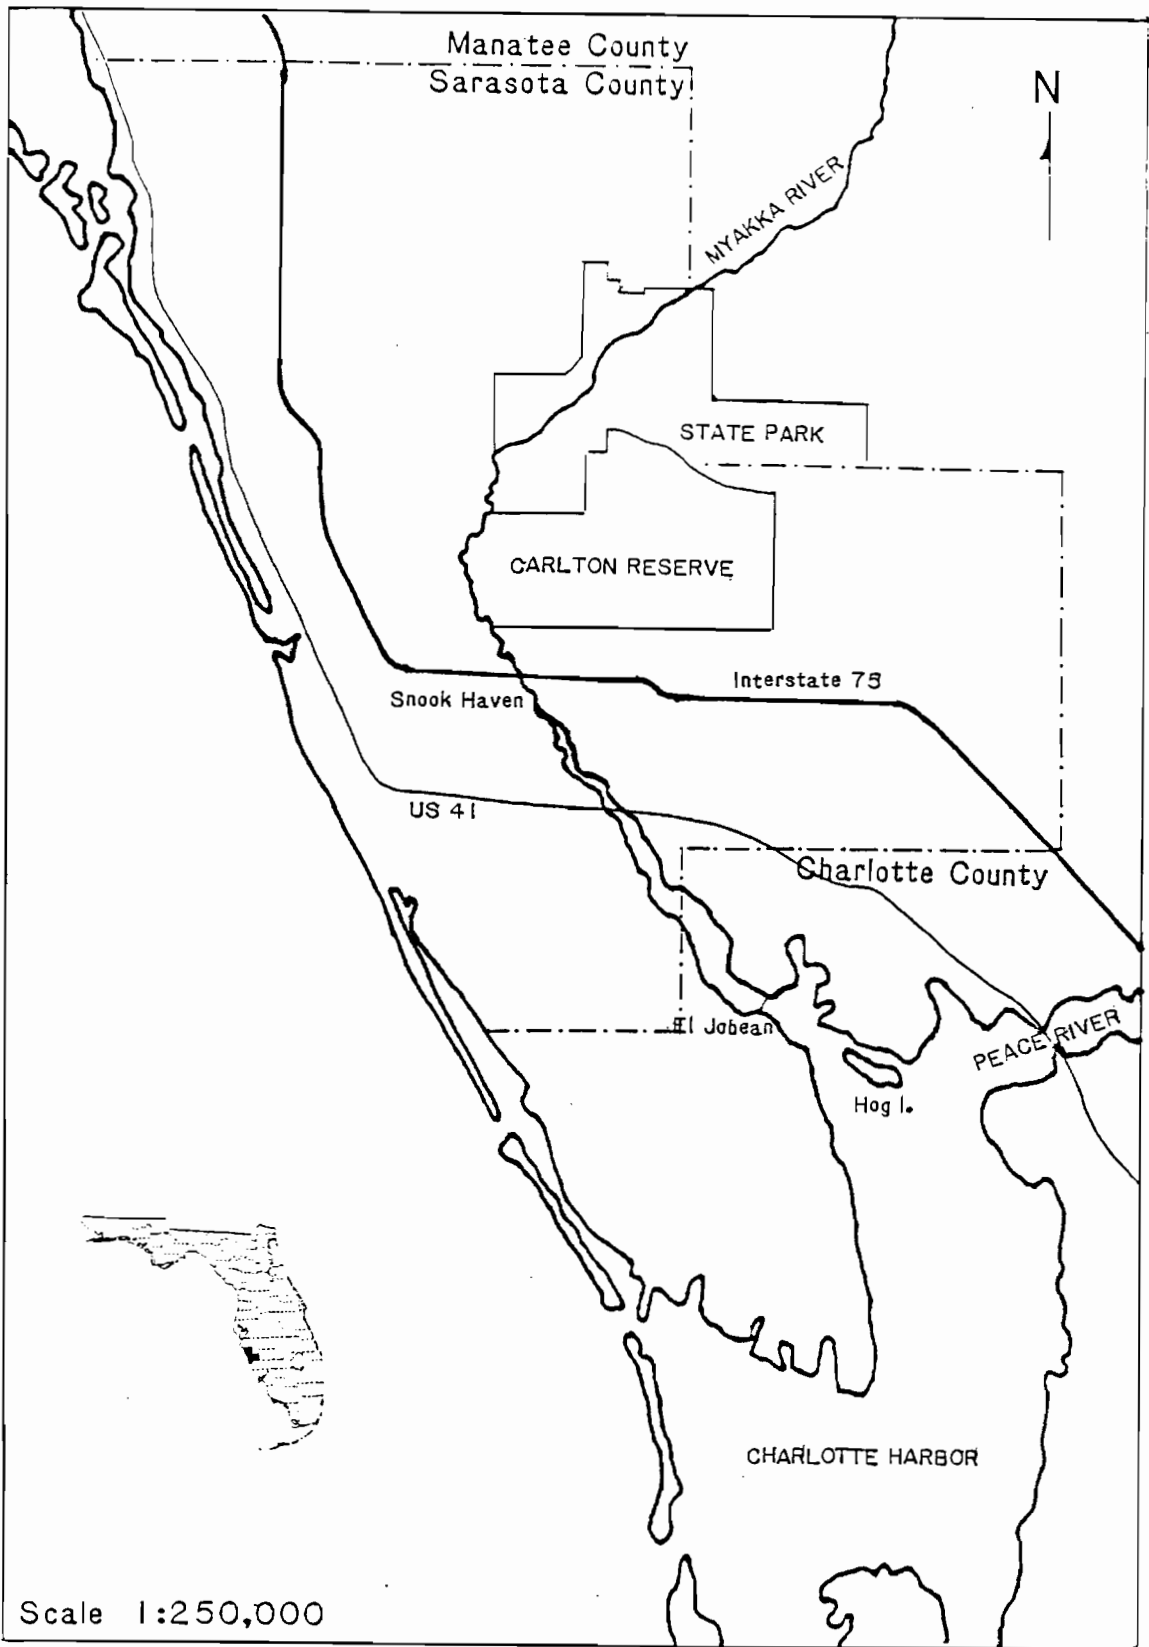 Manatee County
Sarasota County
N
MYAKKA RIVER
STATE PARK
CARLTON RESERVE
Interstate 75
Snook Haven
US 41
Charlotte County
El Jobean
PEACE RIVER
Hog I.
CHARLOTTE HARBOR
Scale 1:250,000